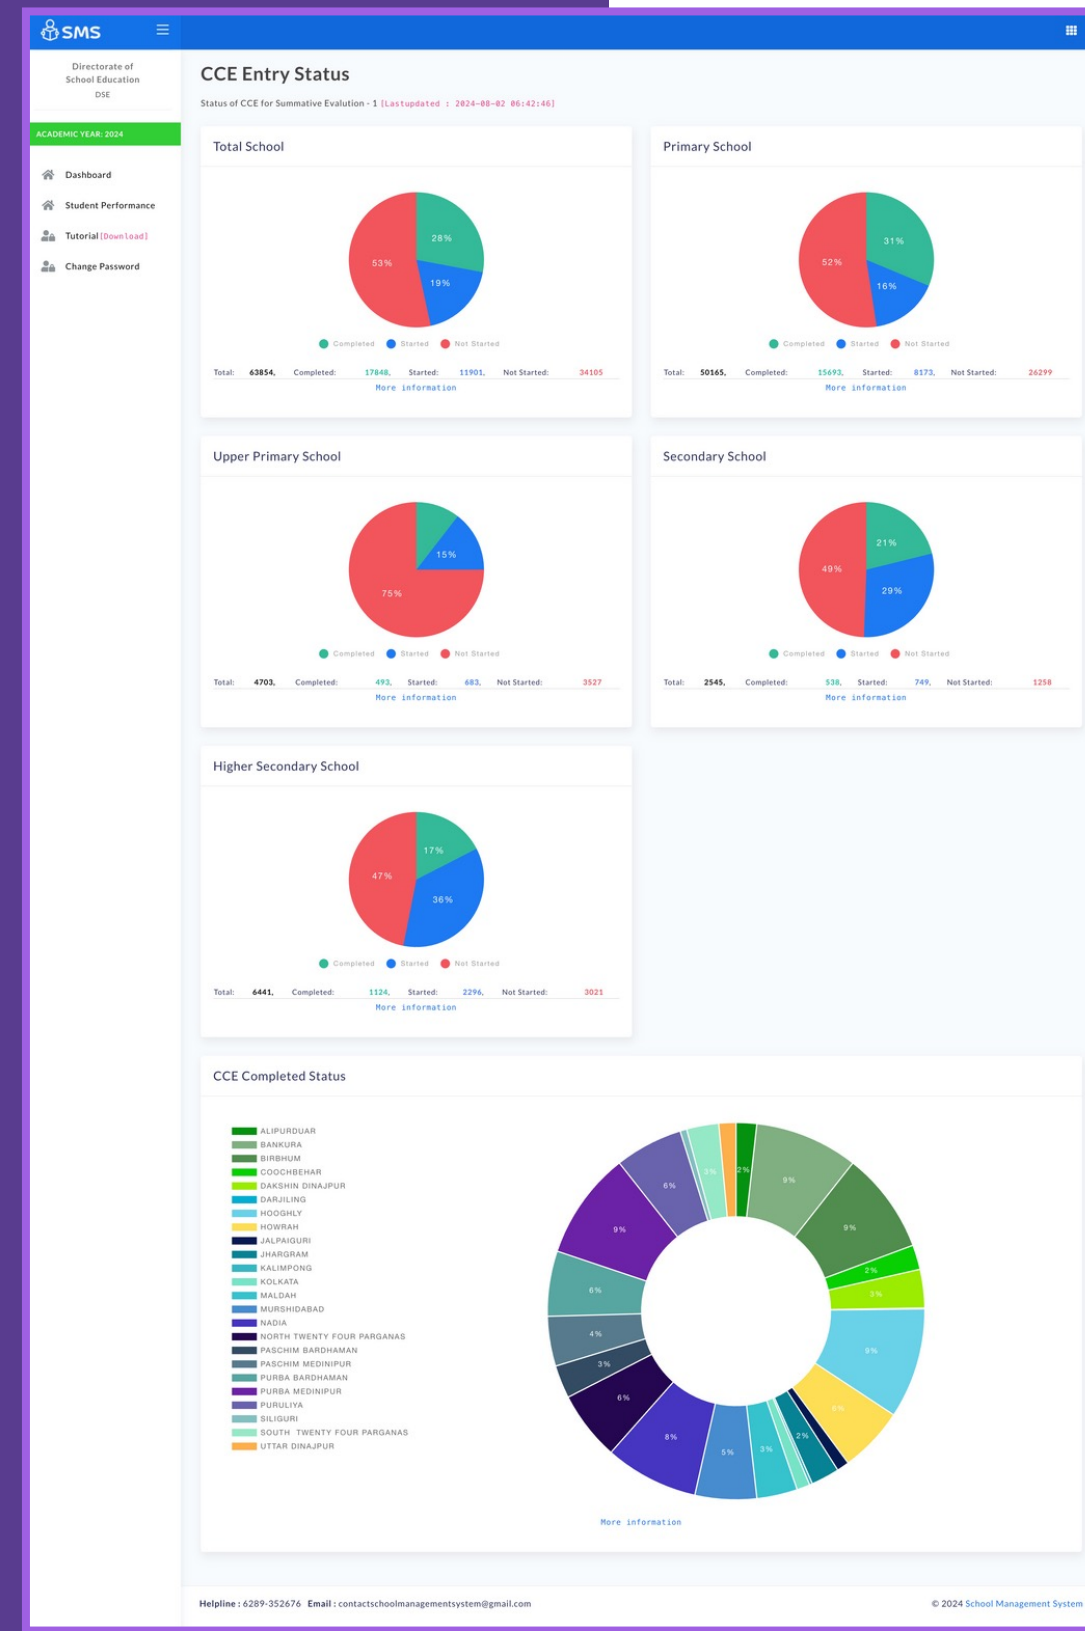 SMS
Directorate of
School Education
DSE
ACADEMIC YEAR: 2024
Dashboard
Student Performance
Tutorial [Download]
Change Password
CCE Entry Status
Status of CCE for Summative Evalution - 1 [Lastupdated : 2024-08-02 06:42:46]
Total School
28%
53%
19%
Completed Started Not Started
Total: 63854, Completed: 17848, Started: 11901, Not Started: 34105
More information
Primary School
31%
52%
16%
Completed Started Not Started
Total: 50165, Completed: 15693, Started: 8173, Not Started: 26299
More information
Upper Primary School
15%
75%
Completed Started Not Started
Total: 4703, Completed: 493, Started: 683, Not Started: 3527
More information
Secondary School
21%
49%
29%
Completed Started Not Started
Total: 2545, Completed: 538, Started: 749, Not Started: 1258
More information
Higher Secondary School
17%
47%
36%
Completed Started Not Started
Total: 6441, Completed: 1124, Started: 2296, Not Started: 3021
More information
CCE Completed Status
ALIPURDUAR
BANKURA
BIRBHUM
COOCHBEHAR
DAKSHIN DINAJPUR
DARJILING
HOOGHLY
HOWRAH
JALPAIGURI
JHARGRAM
KALIMPONG
KOLKATA
MALDAH
MURSHIDABAD
NADIA
NORTH TWENTY FOUR PARGANAS
PASCHIM BARDHAMAN
PASCHIM MEDINIPUR
PURBA BARDHAMAN
PURBA MEDINIPUR
PURULIYA
SILIGURI
SOUTH TWENTY FOUR PARGANAS
UTTAR DINAJPUR
2%
9%
9%
2%
3%
9%
2%
3%
5%
8%
6%
3%
4%
6%
9%
6%
3%
More information
Helpline : 6289-352676 Email : contactschoolmanagementsystem@gmail.com
© 2024 School Management System